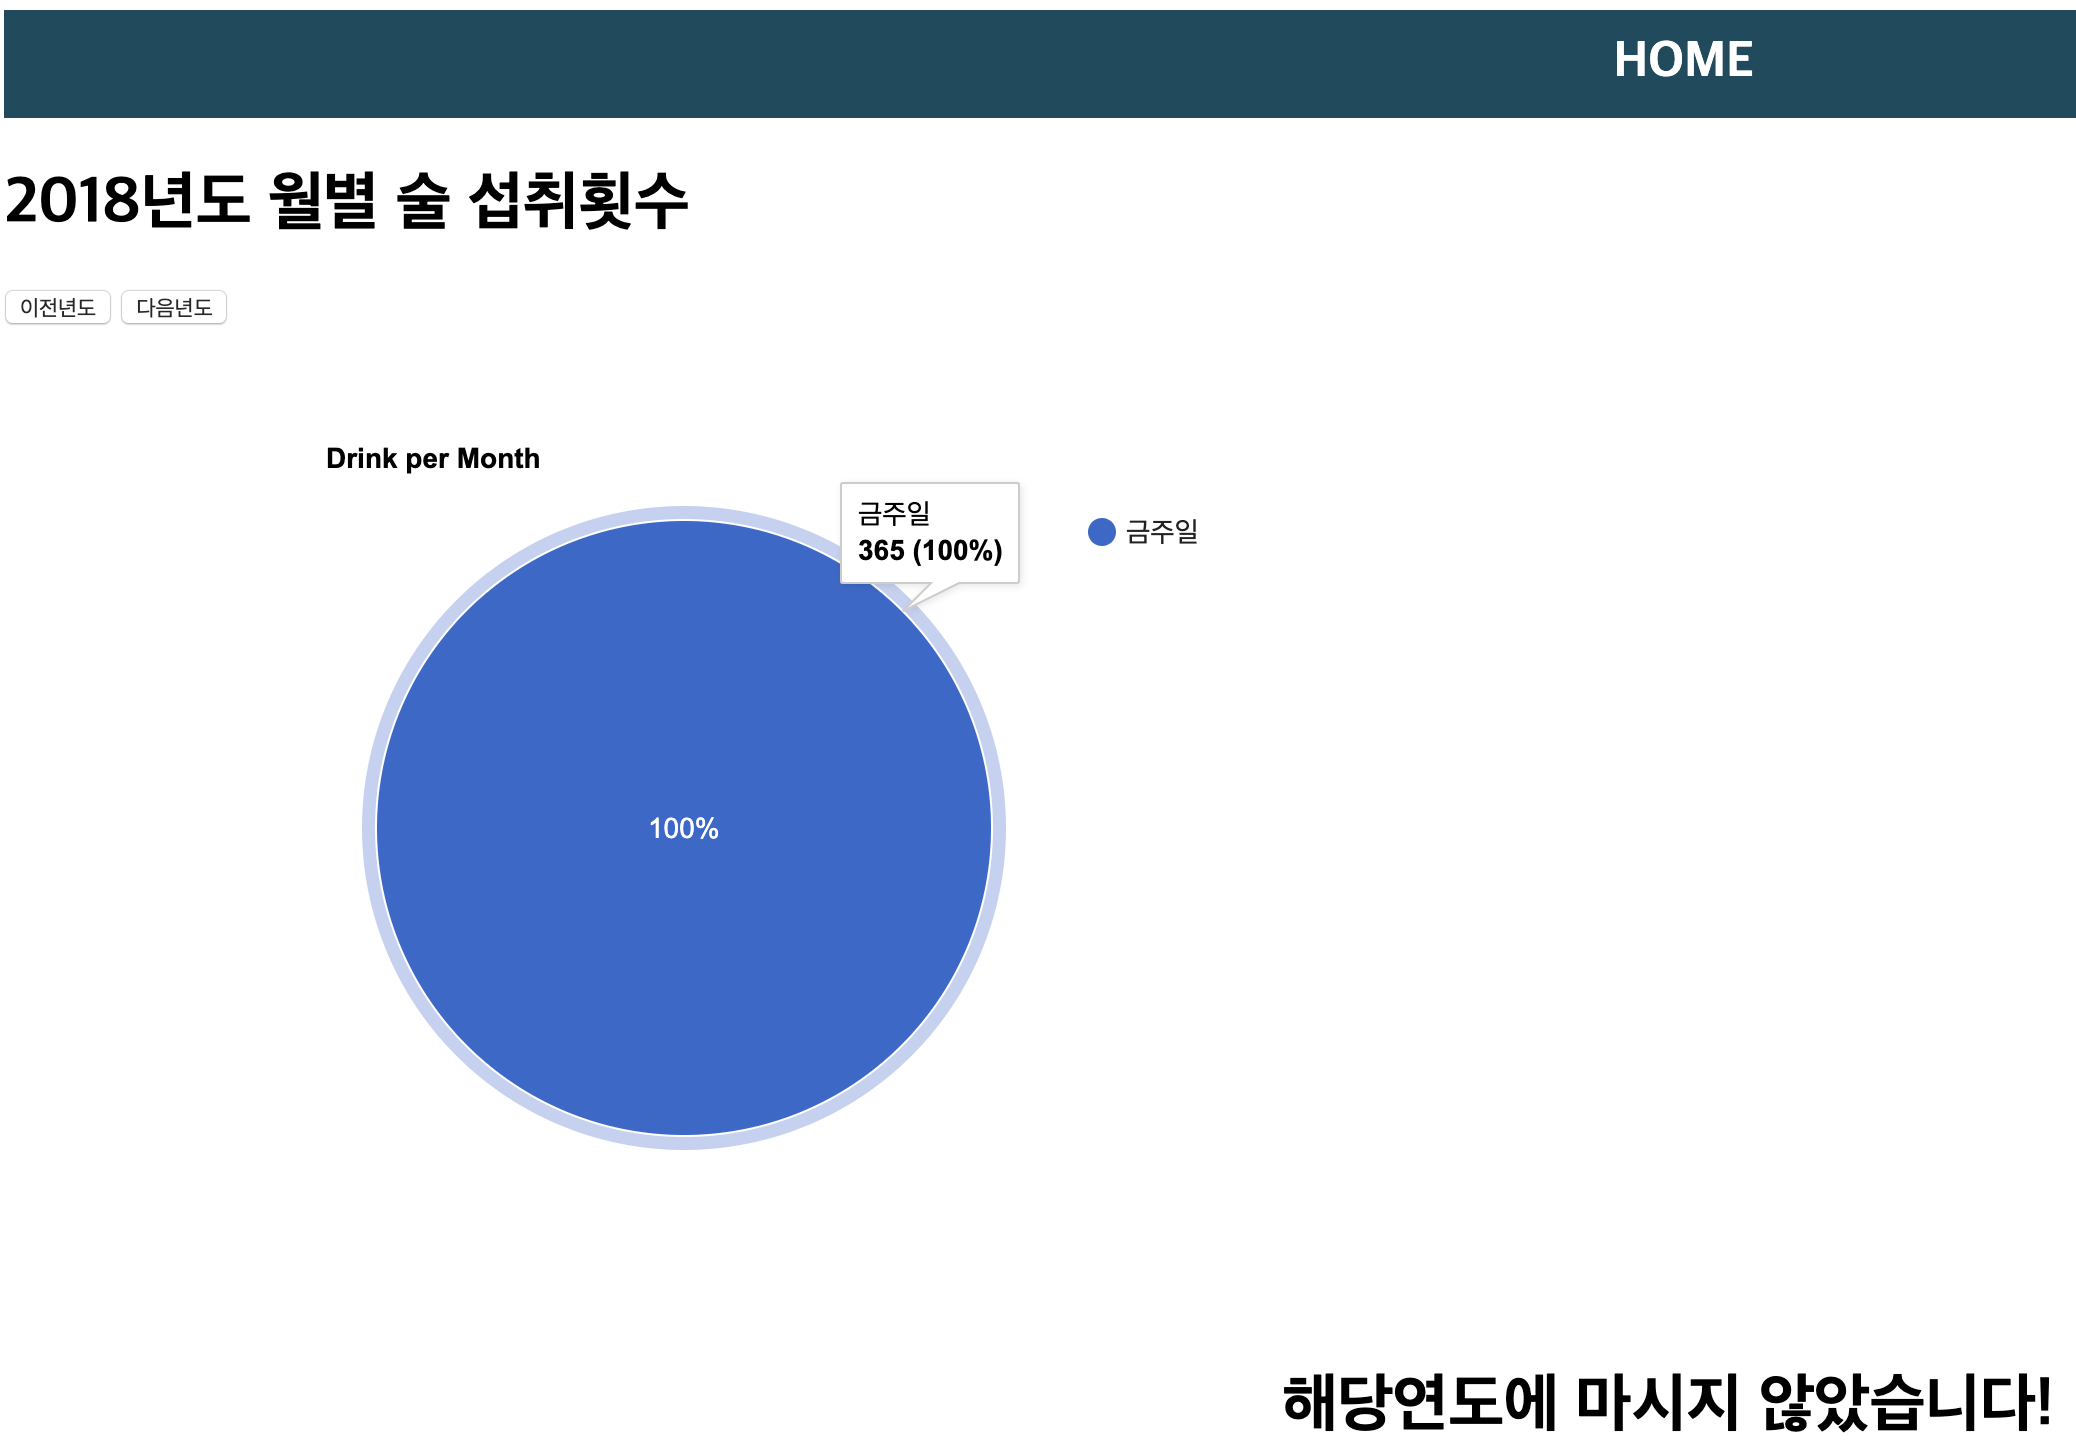 HOME
2018년도 월별 술 섭취횟수
이전년도 다음년도
Drink per Month
금주일
365 (100%)
금주일
100%
해당연도에 마시지 않았습니다!